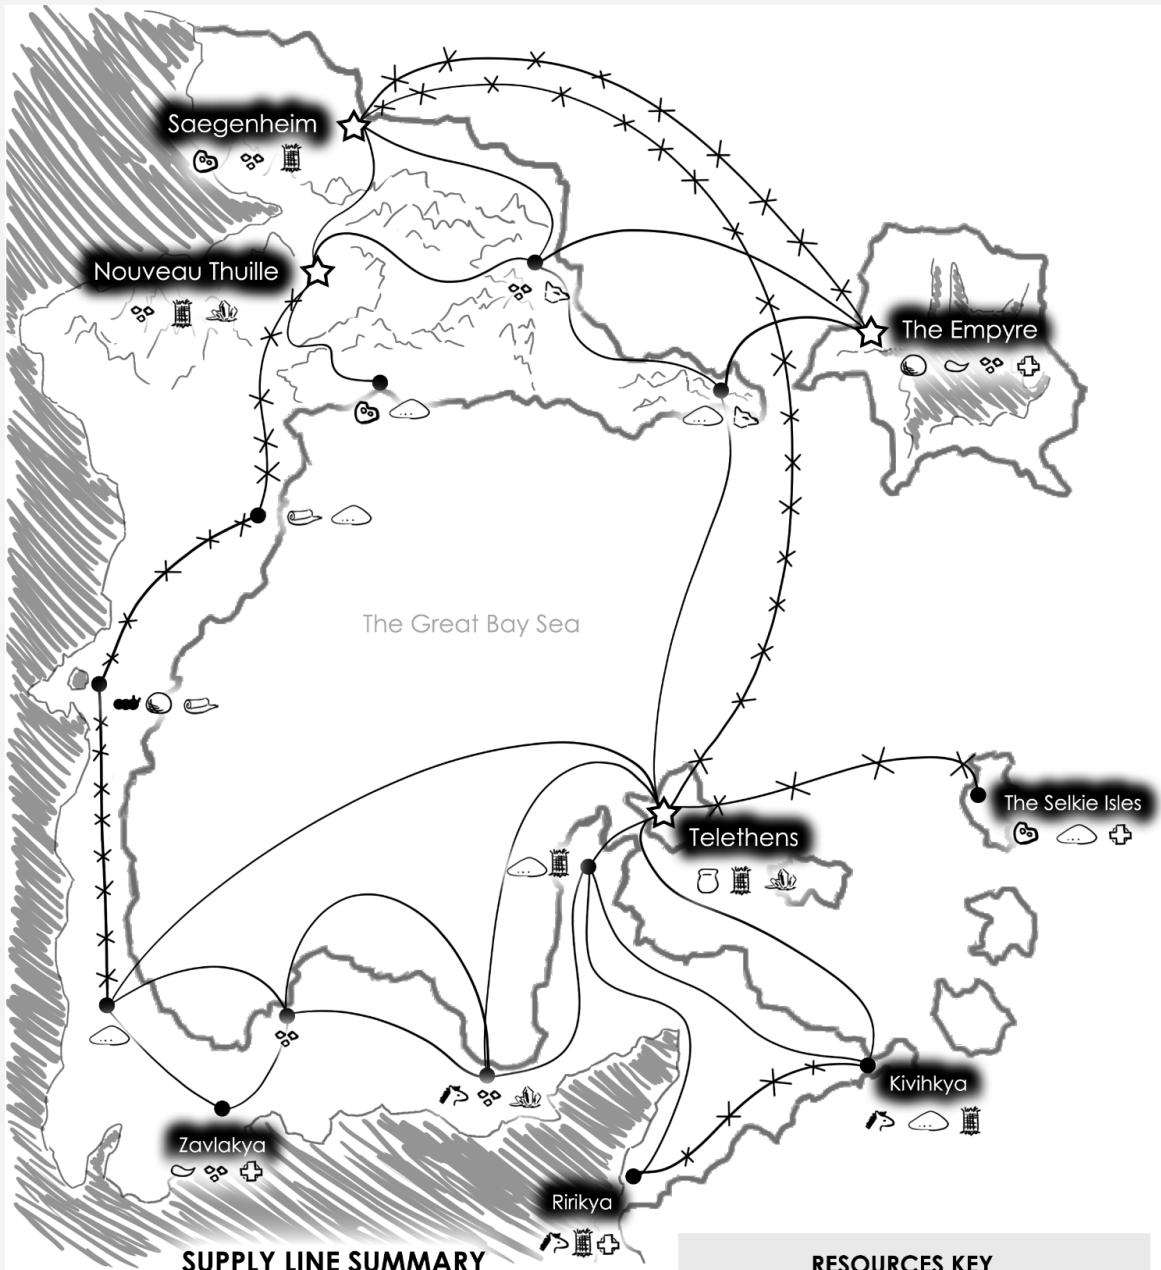 Saegenheim
Nouveau Thuille
The Empyre
The Great Bay Sea
The Selkie Isles
Telethens
Kivihkya
Zavlakya
Ririkya
SUPPLY LINE SUMMARY
RESOURCES KEY